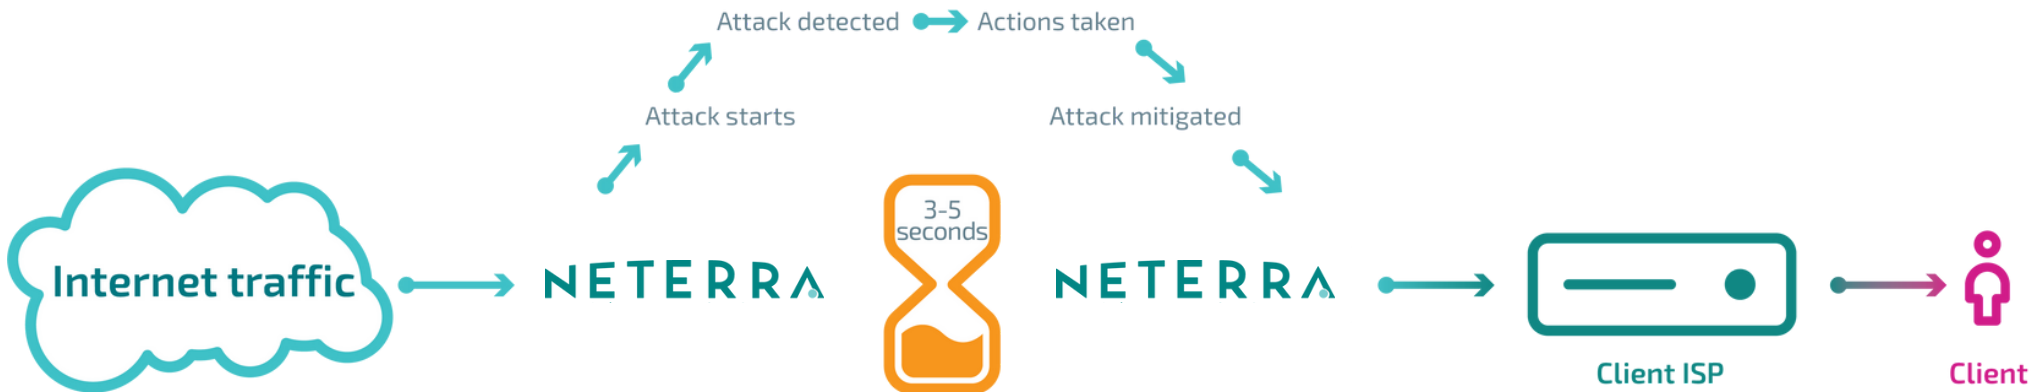 Attack detected
Actions taken
Attack starts
Attack mitigated
3-5
seconds
Internet traffic
NETERRA
NETERRA
Client ISP
Client